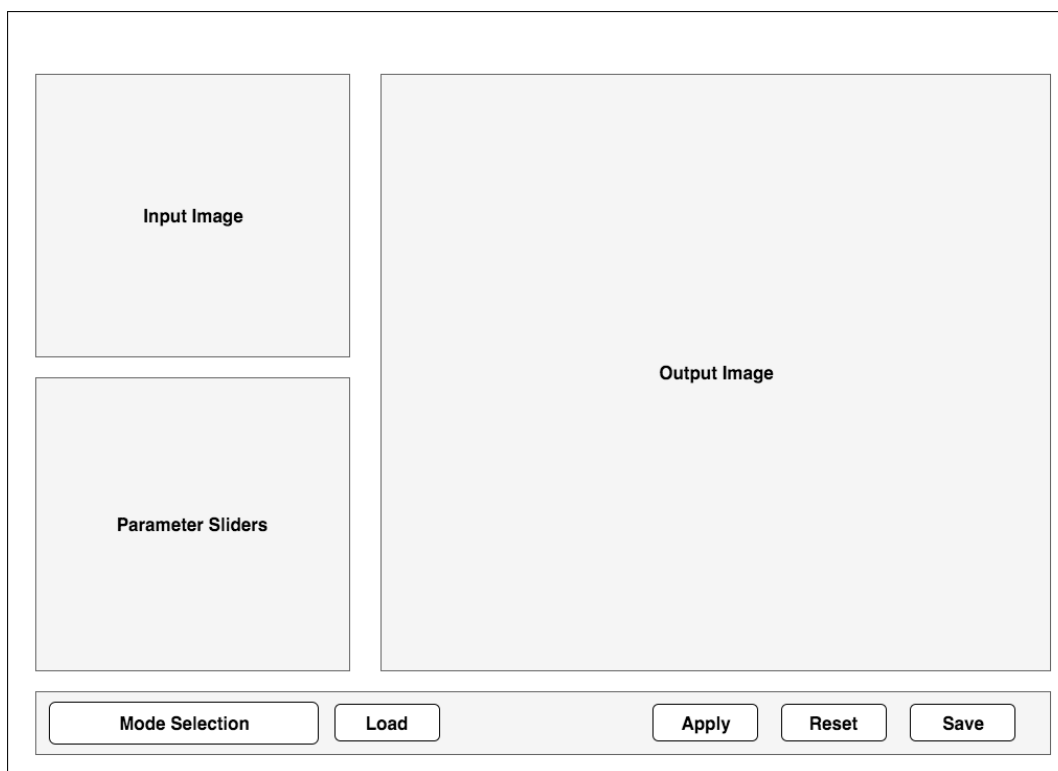 Input Image
Output Image
Parameter Sliders
Mode Selection
Load
Apply
Reset
Save